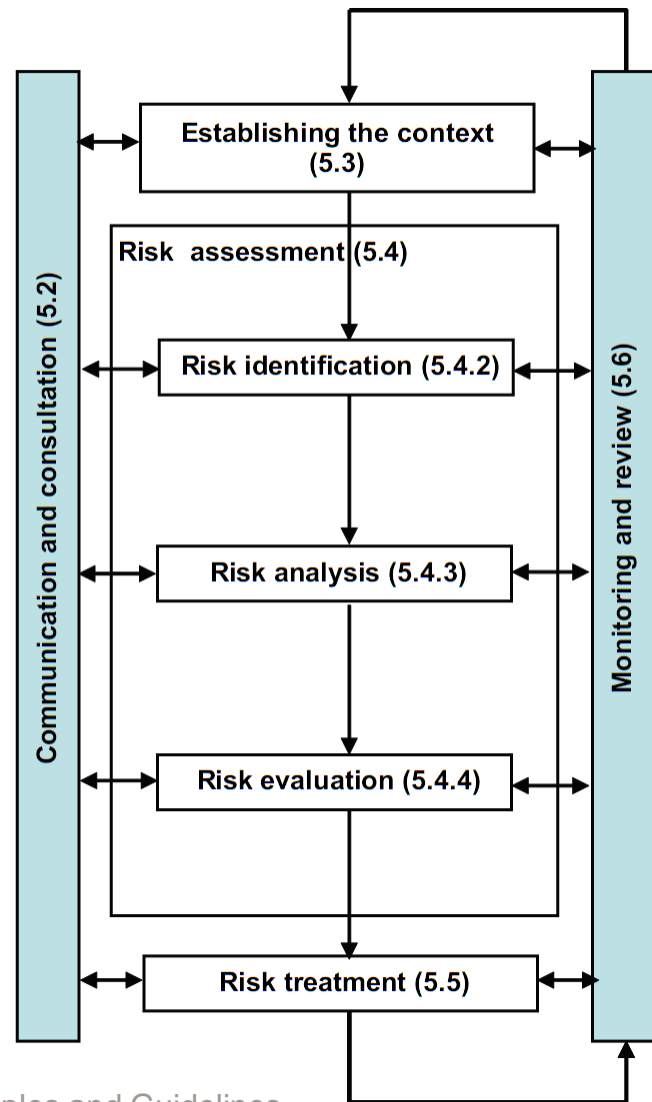 Establishing the context
(5.3)
Risk assessment (5.4)
Communication and consultation (5.2)
Risk identification (5.4.2)
Monitoring and review (5.6)
Risk analysis (5.4.3)
Risk evaluation (5.4.4)
Risk treatment (5.5)
and Guidelines